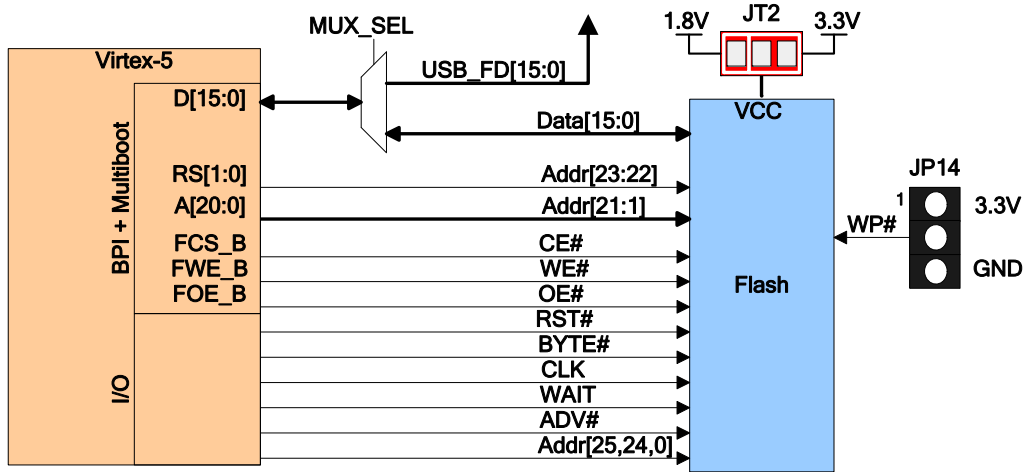 MUX_SEL
1.8V
JT2
3.3V
Virtex-5
USB_FD[15:0]
D[15:0]
VCC
Data[15:0]
BPI + Multiboot
RS[1:0]
Addr[23:22]
JP14
A[20:0]
Addr[21:1]
1
3.3V
WP#
FCS_B
CE#
FWE_B
WE#
GND
FOE_B
OE#
Flash
RST#
BYTE#
I/O
CLK
WAIT
ADV#
Addr[25,24,0]